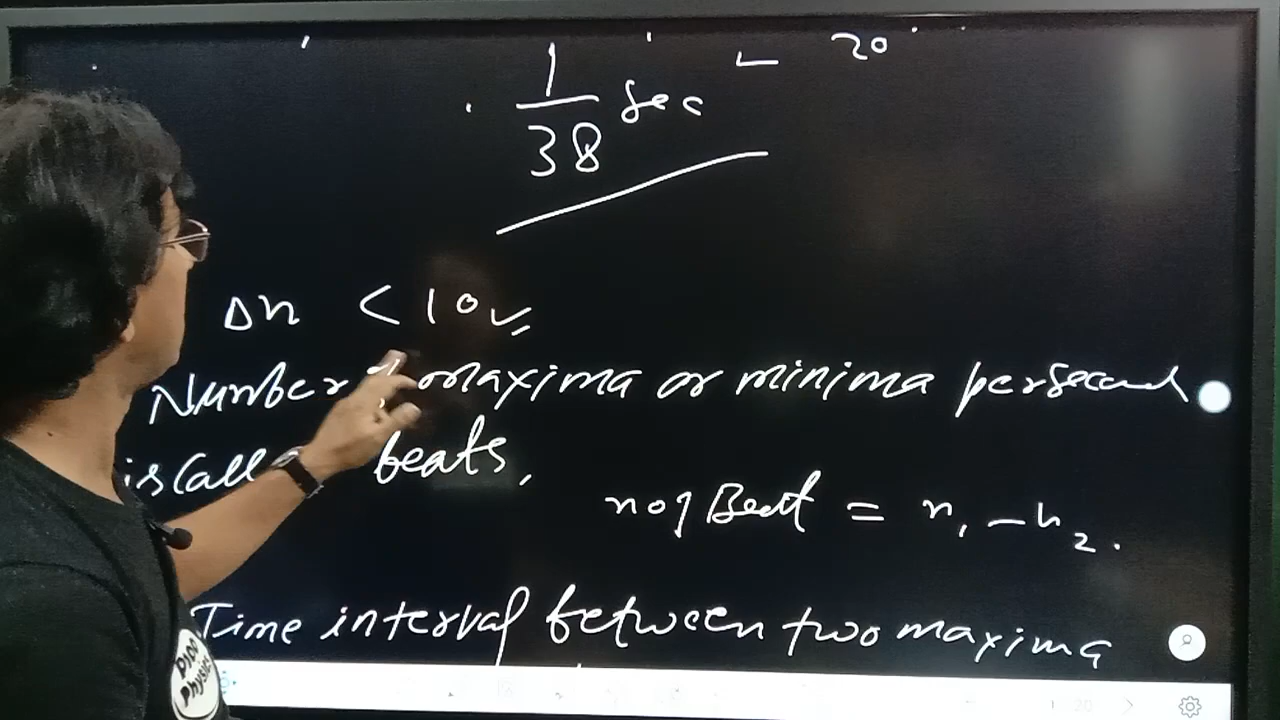 1 20
38 sec
Δn < 10
Number of maxima or minima per second
is call beats,
no of Beat = n1 - n2.
Time interval between two maxima